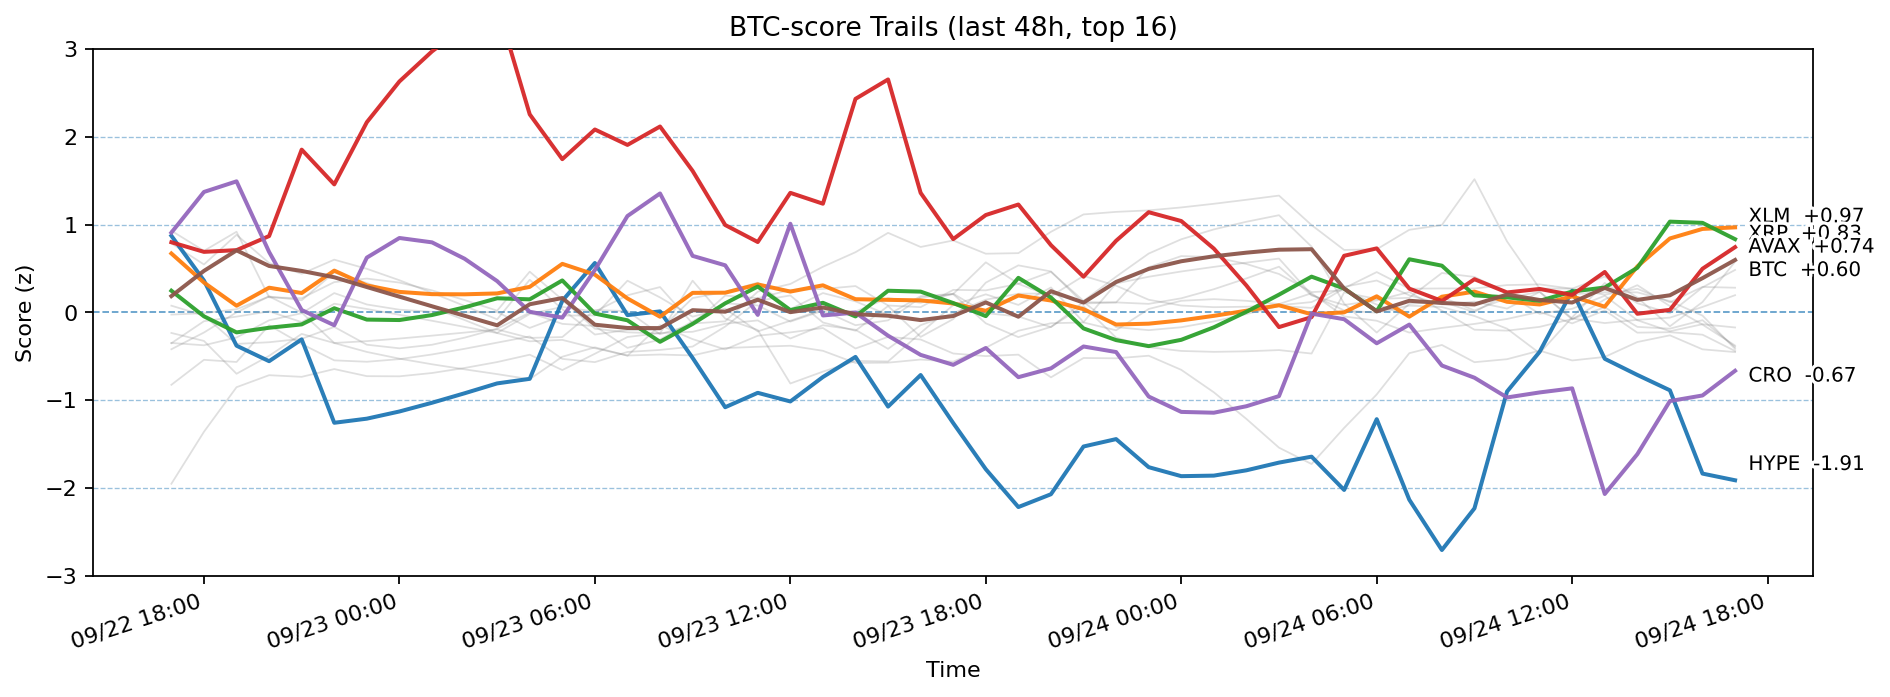 BTC-score Trails (last 48h, top 16)
Score (z)
3
2
1
0
−1
−2
−3
XLM +0.97
XRP +0.83
AVAX +0.74
BTC +0.60
CRO -0.67
HYPE -1.91
09/22 18:00
09/23 00:00
09/23 06:00
09/23 12:00
09/23 18:00
09/24 00:00
09/24 06:00
09/24 12:00
09/24 18:00
Time